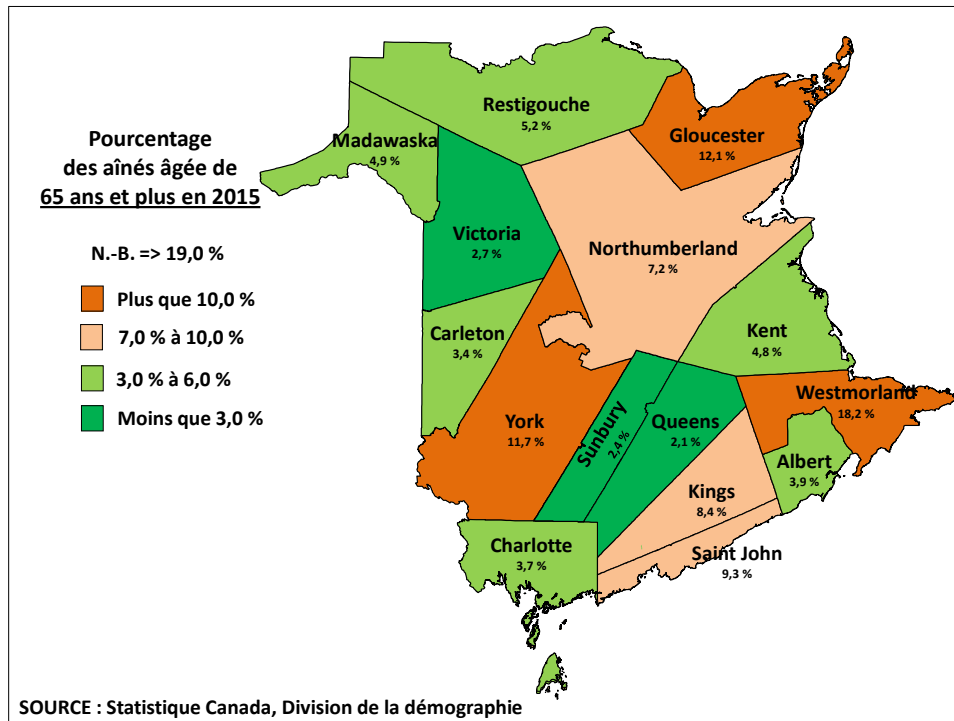 Pourcentage
des aînés âgée de
65 ans et plus en 2015
N.-B. => 19,0 %
Plus que 10,0 %
7,0 % à 10,0 %
3,0 % à 6,0 %
Moins que 3,0 %
Restigouche
5,2 %
Gloucester
12,1 %
Madawaska
4,9 %
Victoria
2,7 %
Northumberland
7,2 %
Carleton
3,4 %
Kent
4,8 %
York
11,7 %
Sunbury
2,4 %
Queens
2,1 %
Westmorland
18,2 %
Albert
3,9 %
Kings
8,4 %
Charlotte
3,7 %
Saint John
9,3 %
SOURCE : Statistique Canada, Division de la démographie